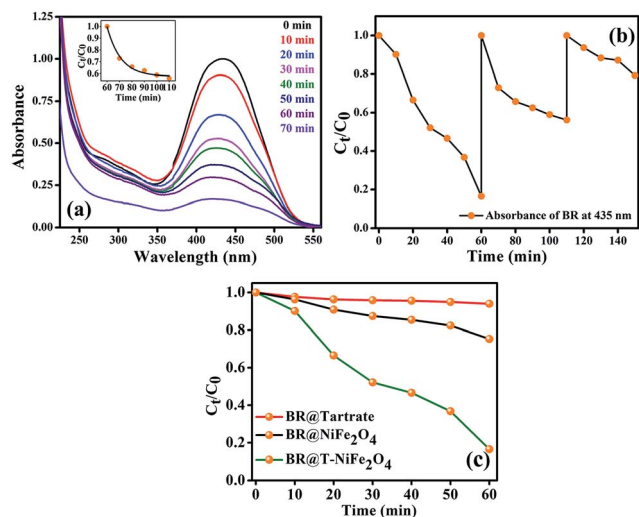 1.25
1.00
0.75
0.50
0.25
0.00
Absorbance
250 300 350 400 450 500 550
Wavelength (nm)
(a)
1.0
0.9
0.8
0.7
0.6
Ct/C0
60 70 80 90 100 110
Time (min)
0 min
10 min
20 min
30 min
40 min
50 min
60 min
70 min
(b)
1.0
0.8
0.6
0.4
0.2
0.0
Ct/C0
Absorbance of BR at 435 nm
0 20 40 60 80 100 120 140
Time (min)
1.0
0.8
0.6
0.4
0.2
0.0
Ct/C0
BR@Tartrate
BR@NiFe2O4
BR@T-NiFe2O4
(c)
0 10 20 30 40 50 60
Time (min)